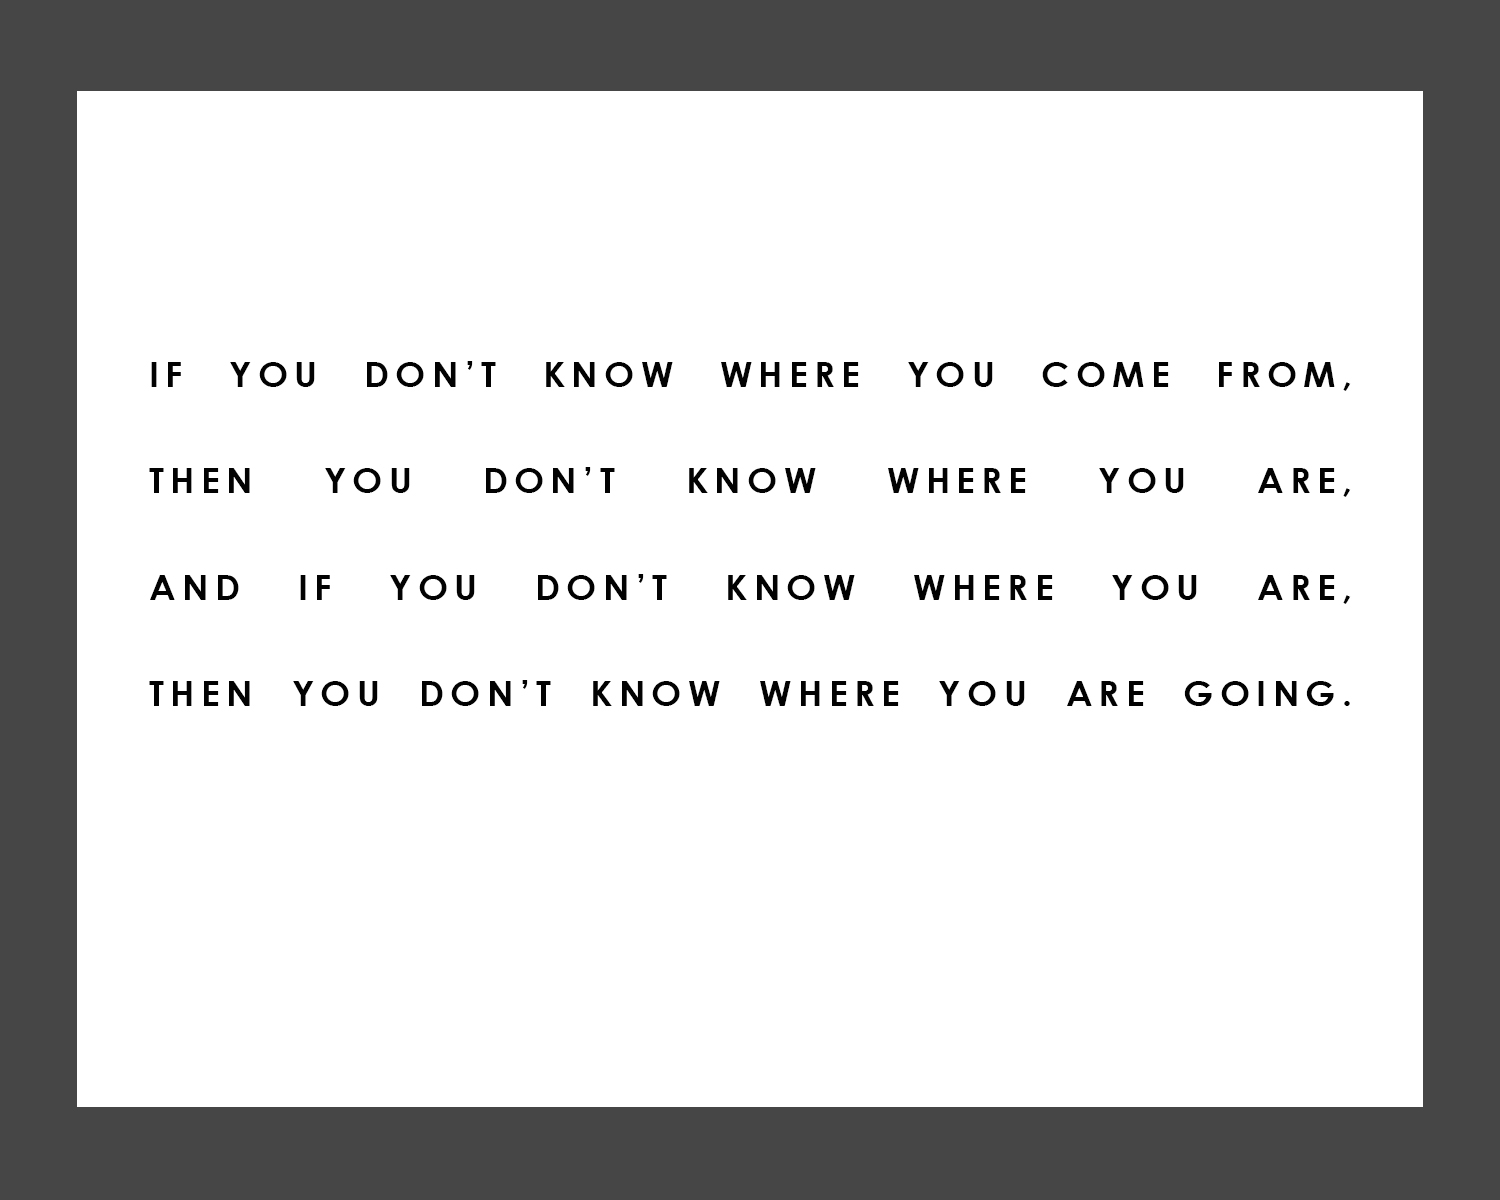 IF YOU DON’T KNOW WHERE YOU COME FROM,
THEN YOU DON’T KNOW WHERE YOU ARE,
AND IF YOU DON’T KNOW WHERE YOU ARE,
THEN YOU DON’T KNOW WHERE YOU ARE GOING.